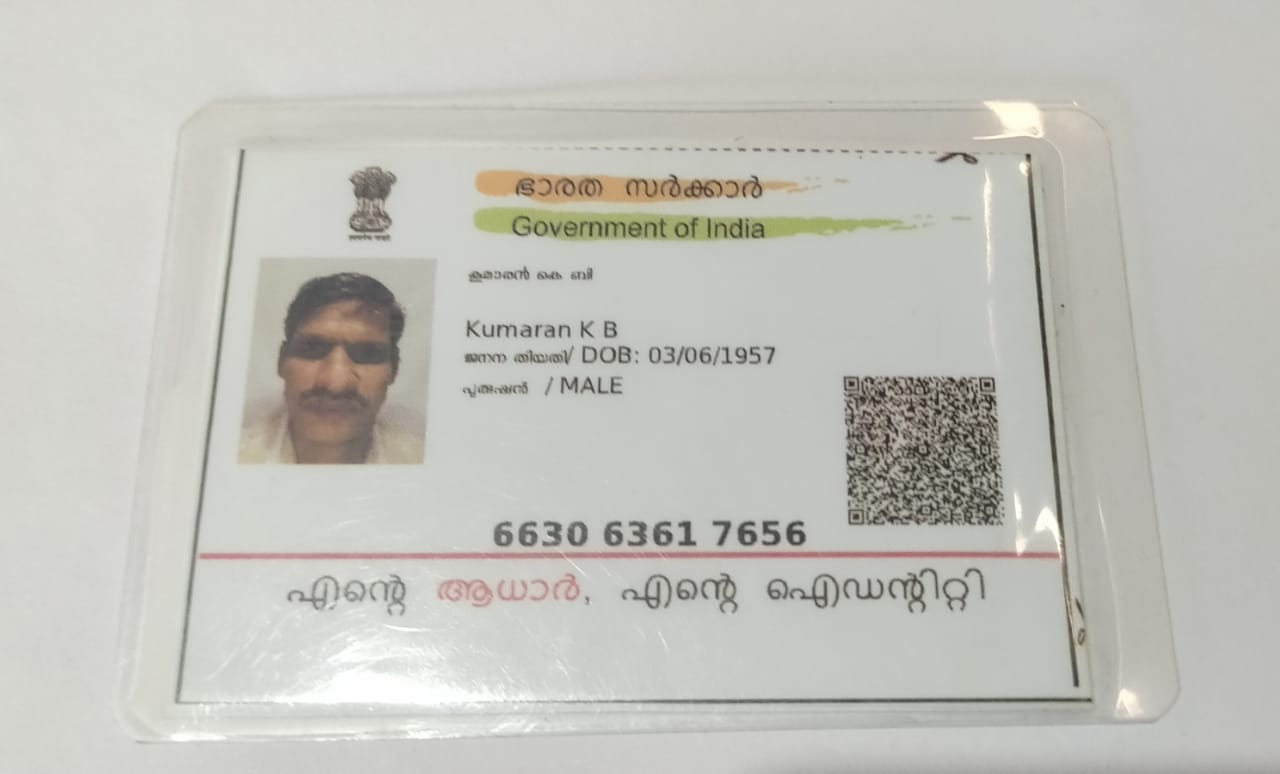 ഭാരത സർക്കാർ
Government of India
കുമാരൻ കെ ബി
Kumaran K B
ജനന തിയതി/ DOB: 03/06/1957
പുരുഷൻ / MALE
6630 6361 7656
എന്റെ ആധാർ, എന്റെ ഐഡന്റിറ്റി